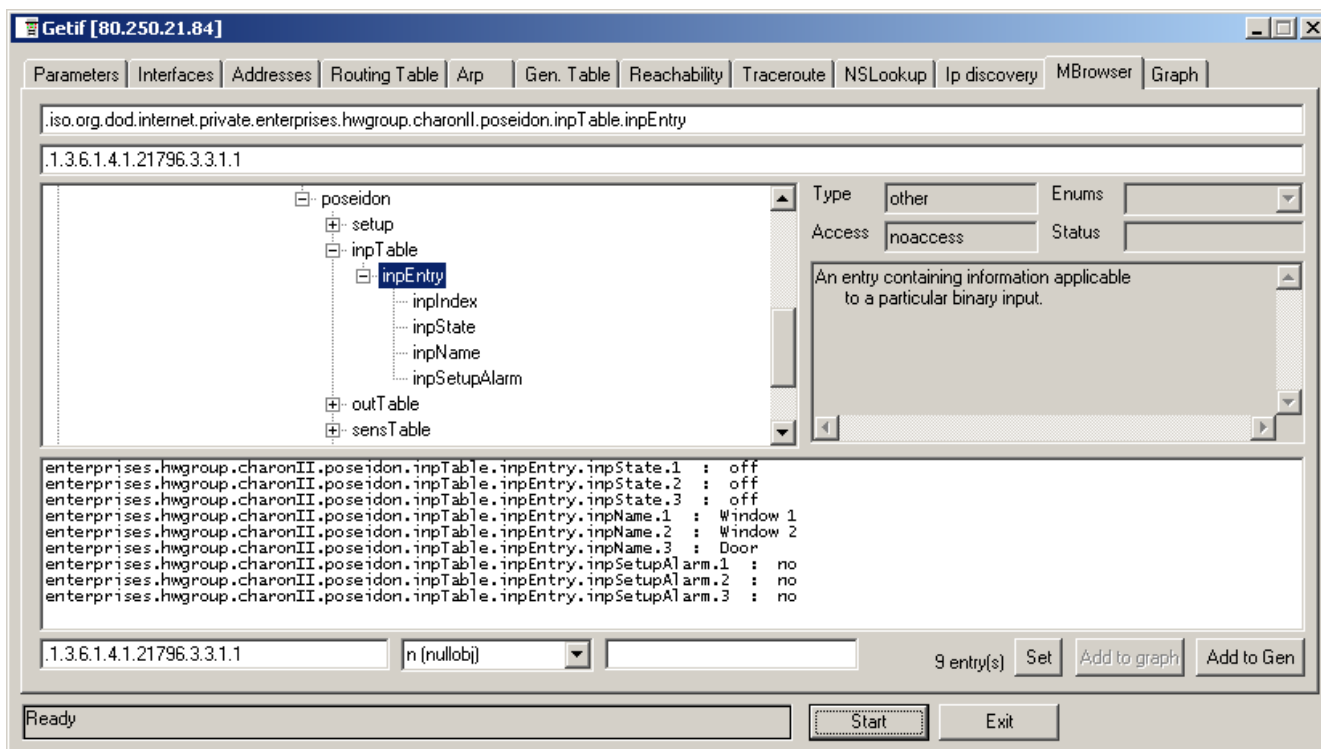 Getif [80.250.21.84]
Parameters Interfaces Addresses Routing Table Arp Gen. Table Reachability Traceroute NSLookup Ip discovery MBrowser Graph
.iso.org.dod.internet.private.enterprises.hwgroup.charonII.poseidon.inpTable.inpEntry
.1.3.6.1.4.1.21796.3.3.1.1
poseidon
setup
inpTable
inpEntry
inpIndex
inpState
inpName
inpSetupAlarm
outTable
sensTable
Type other Enums
Access noaccess Status
An entry containing information applicable
to a particular binary input.
enterprises.hwgroup.charonII.poseidon.inpTable.inpEntry.inpState.1 : off
enterprises.hwgroup.charonII.poseidon.inpTable.inpEntry.inpState.2 : off
enterprises.hwgroup.charonII.poseidon.inpTable.inpEntry.inpState.3 : off
enterprises.hwgroup.charonII.poseidon.inpTable.inpEntry.inpName.1 : Window 1
enterprises.hwgroup.charonII.poseidon.inpTable.inpEntry.inpName.2 : Window 2
enterprises.hwgroup.charonII.poseidon.inpTable.inpEntry.inpName.3 : Door
enterprises.hwgroup.charonII.poseidon.inpTable.inpEntry.inpSetupAlarm.1 : no
enterprises.hwgroup.charonII.poseidon.inpTable.inpEntry.inpSetupAlarm.2 : no
enterprises.hwgroup.charonII.poseidon.inpTable.inpEntry.inpSetupAlarm.3 : no
.1.3.6.1.4.1.21796.3.3.1.1 n (nullobj) 9 entry(s) Set Add to graph Add to Gen
Ready Start Exit